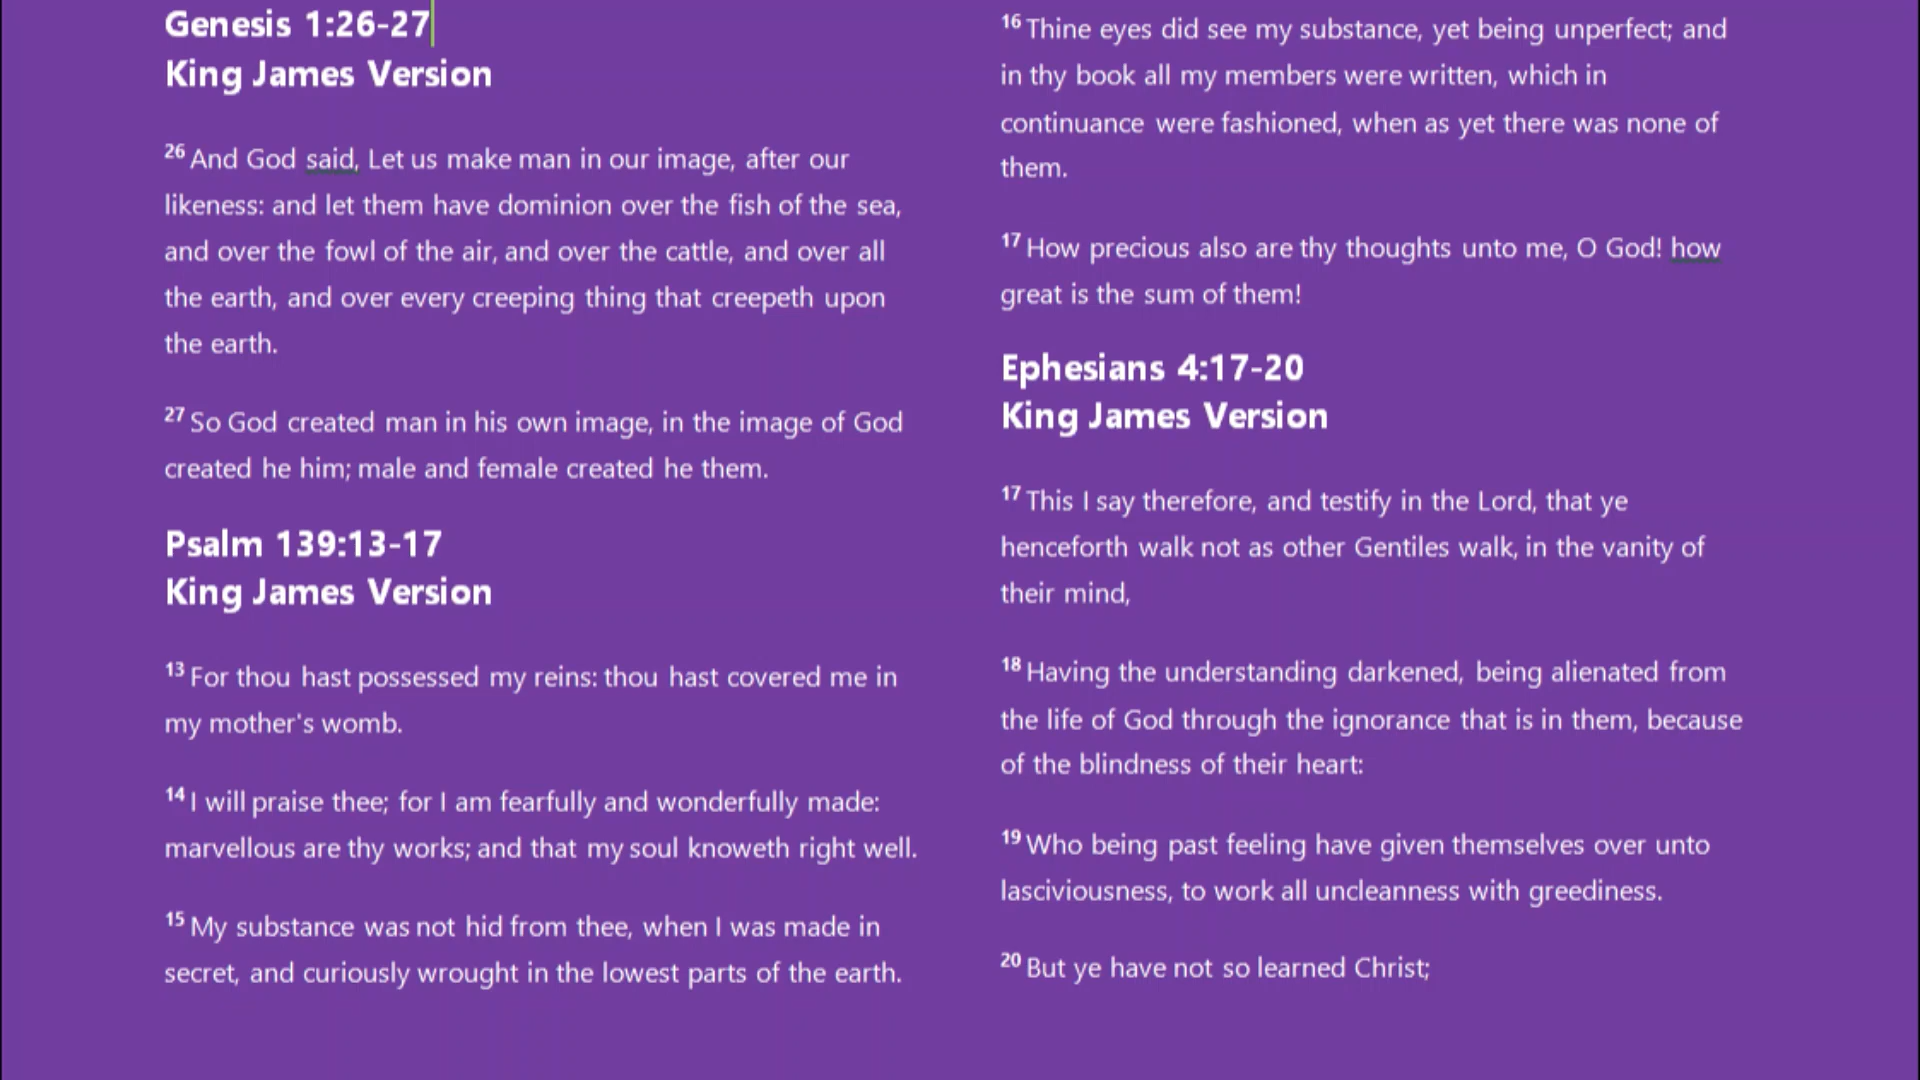 Genesis 1:26-27
King James Version
26 And God said, Let us make man in our image, after our
likeness: and let them have dominion over the fish of the sea,
and over the fowl of the air, and over the cattle, and over all
the earth, and over every creeping thing that creepeth upon
the earth.
27 So God created man in his own image, in the image of God
created he him; male and female created he them.
Psalm 139:13-17
King James Version
13 For thou hast possessed my reins: thou hast covered me in
my mother's womb.
14 I will praise thee; for I am fearfully and wonderfully made:
marvellous are thy works; and that my soul knoweth right well.
15 My substance was not hid from thee, when I was made in
secret, and curiously wrought in the lowest parts of the earth.
16 Thine eyes did see my substance, yet being unperfect; and
in thy book all my members were written, which in
continuance were fashioned, when as yet there was none of
them.
17 How precious also are thy thoughts unto me, O God! how
great is the sum of them!
Ephesians 4:17-20
King James Version
17 This I say therefore, and testify in the Lord, that ye
henceforth walk not as other Gentiles walk, in the vanity of
their mind,
18 Having the understanding darkened, being alienated from
the life of God through the ignorance that is in them, because
of the blindness of their heart:
19 Who being past feeling have given themselves over unto
lasciviousness, to work all uncleanness with greediness.
20 But ye have not so learned Christ;